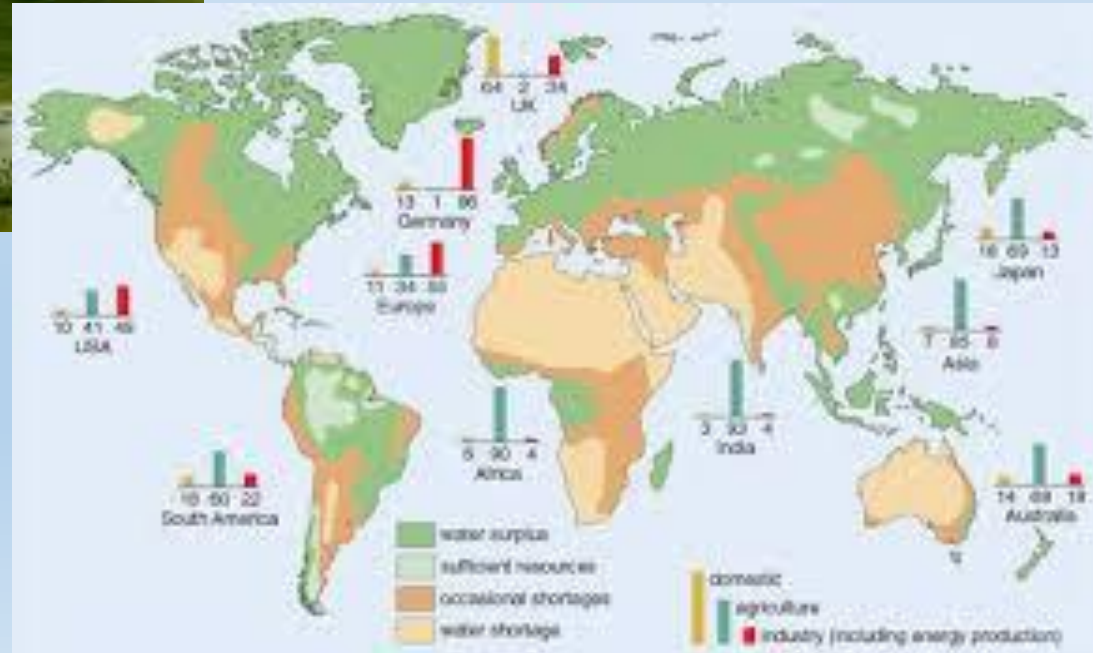 64 2 34
UK
13 1 86
Germany
11 34 55
Europe
10 41 49
USA
18 69 13
Japan
7 85 8
Asia
3 93 4
India
6 90 4
Africa
18 60 22
South America
14 68 18
Australia
water surplus
sufficient resources
occasional shortages
water shortage
domestic
agriculture
industry (including energy production)